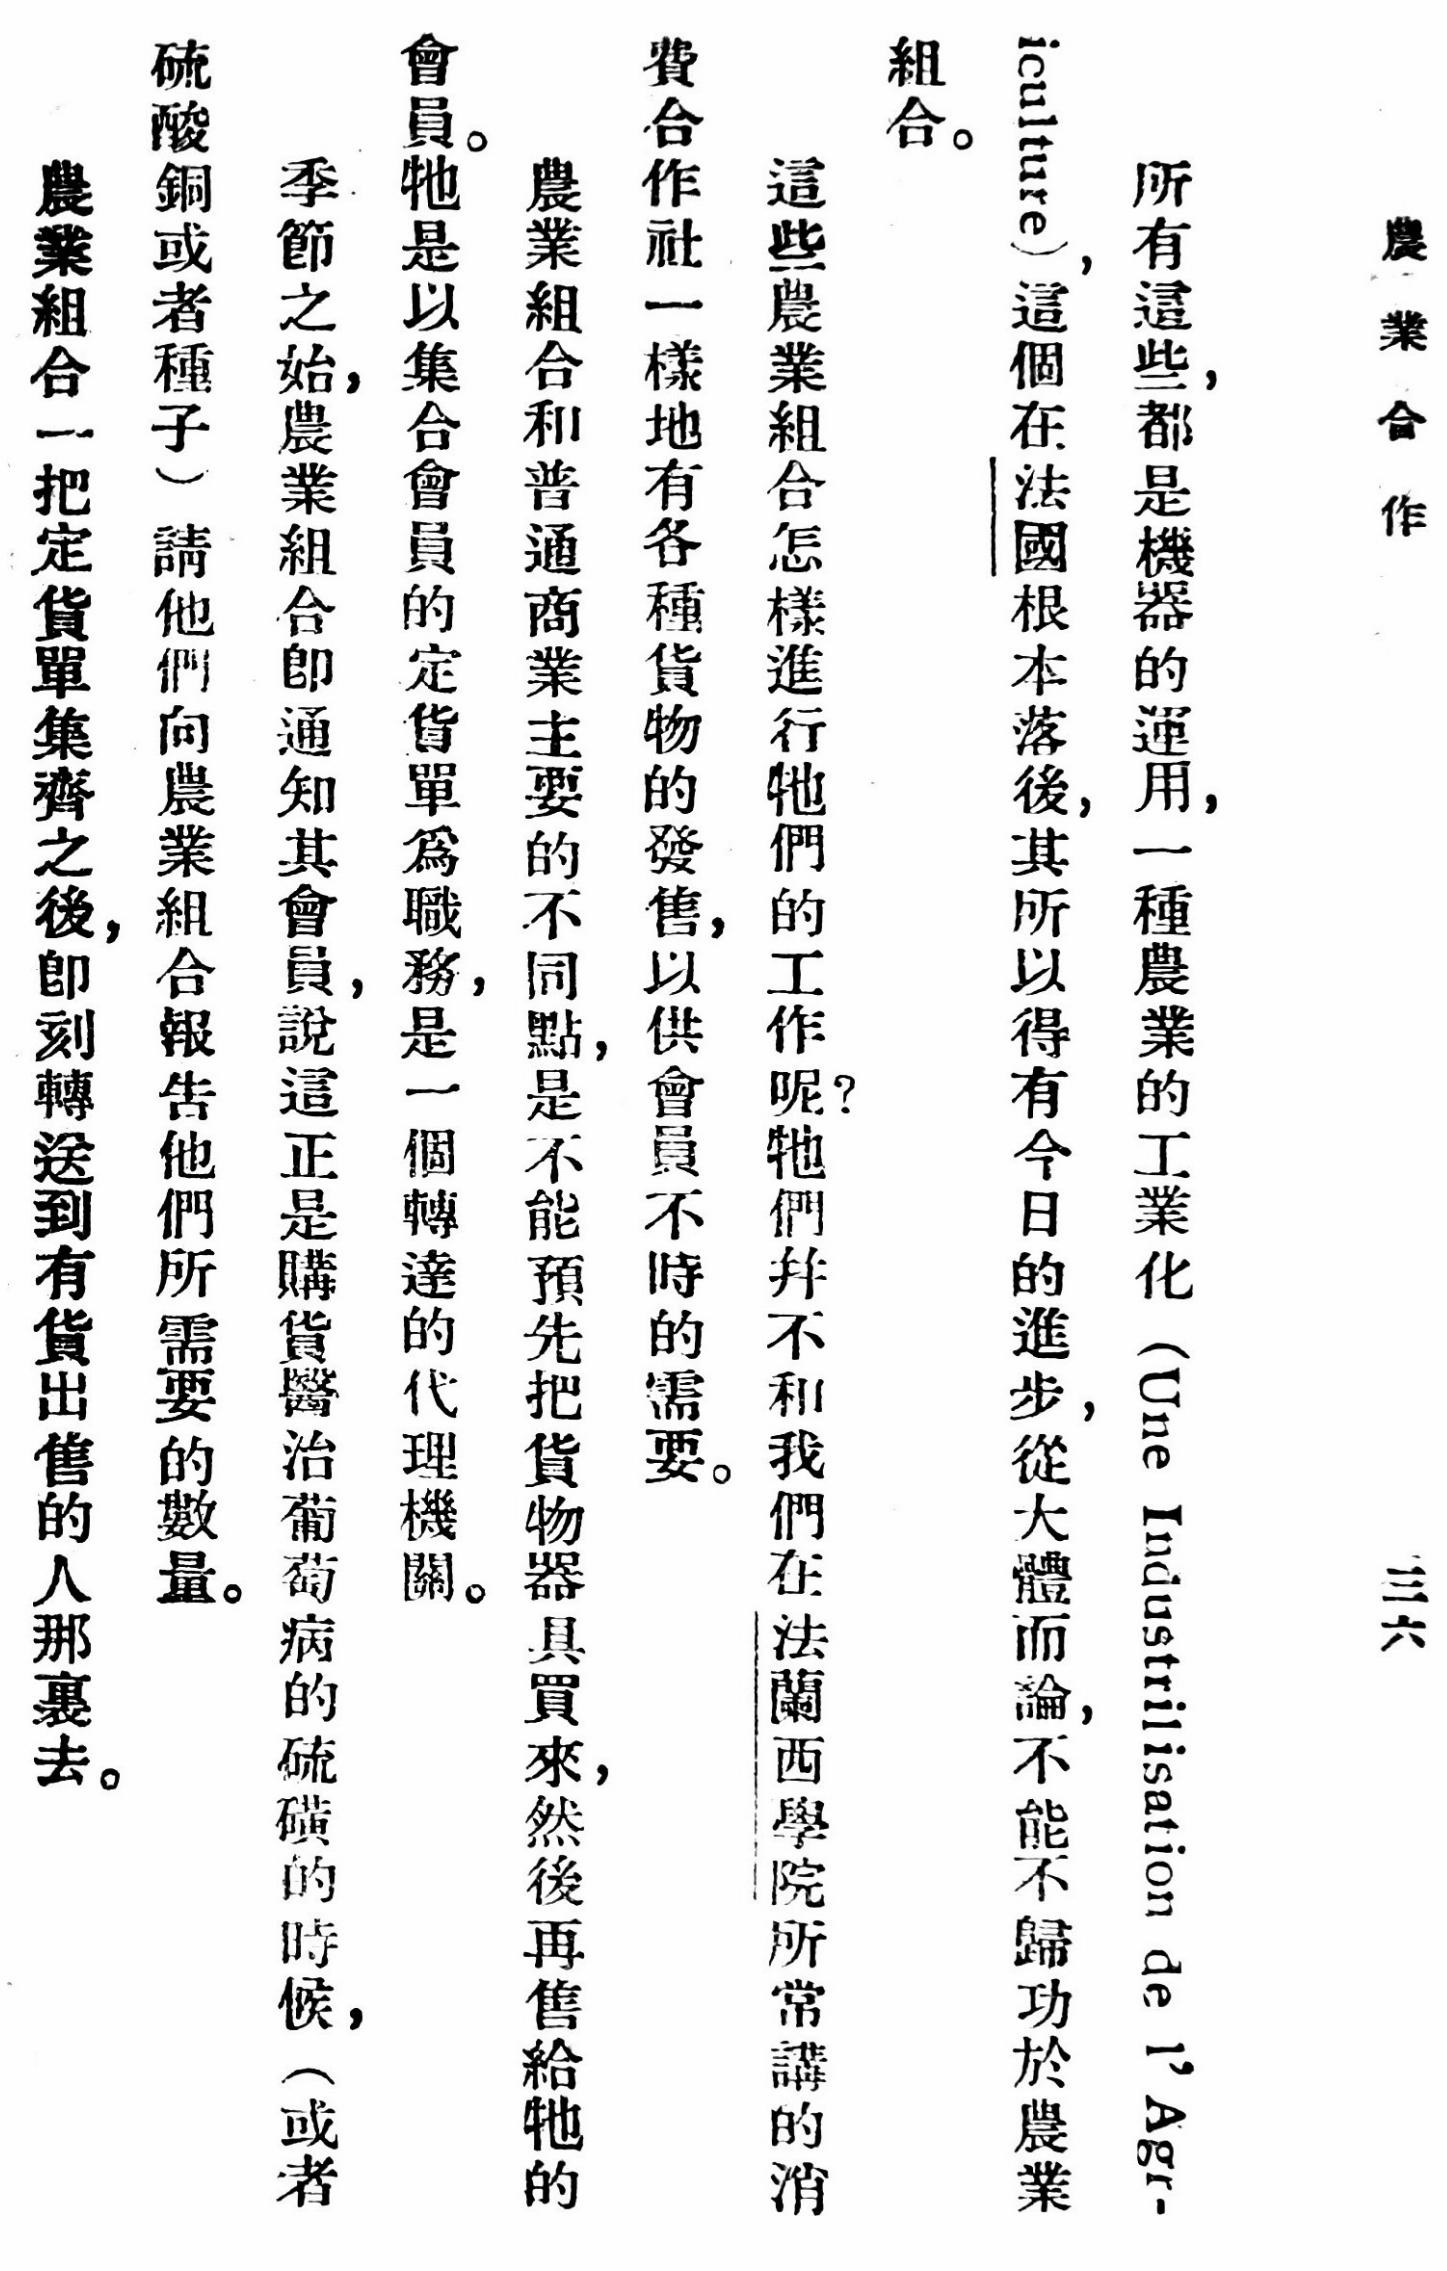 農業合作　三六
所有這些，都是機器的運用，一種農業的工業化（Une Industrilisation de l'Agr-
iculture），這個在法國根本落後，其所以得有今日的進步，從大體而論，不能不歸功於農業
組合。
這些農業組合怎樣進行牠們的工作呢？牠們幷不和我們在法蘭西學院所常講的消
費合作社一樣地有各種貨物的發售，以供會員不時的需要。
農業組合和普通商業主要的不同點，是不能預先把貨物器具買來，然後再售給牠的
會員。牠是以集合會員的定貨單爲職務，是一個轉達的代理機關。
季節之始，農業組合卽通知其會員，說這正是購貨醫治葡萄病的硫磺的時候，（或者
硫酸銅或者種子）請他們向農業組合報告他們所需要的數量。
農業組合一把定貨單集齊之後，卽刻轉送到有貨出售的人那裏去。